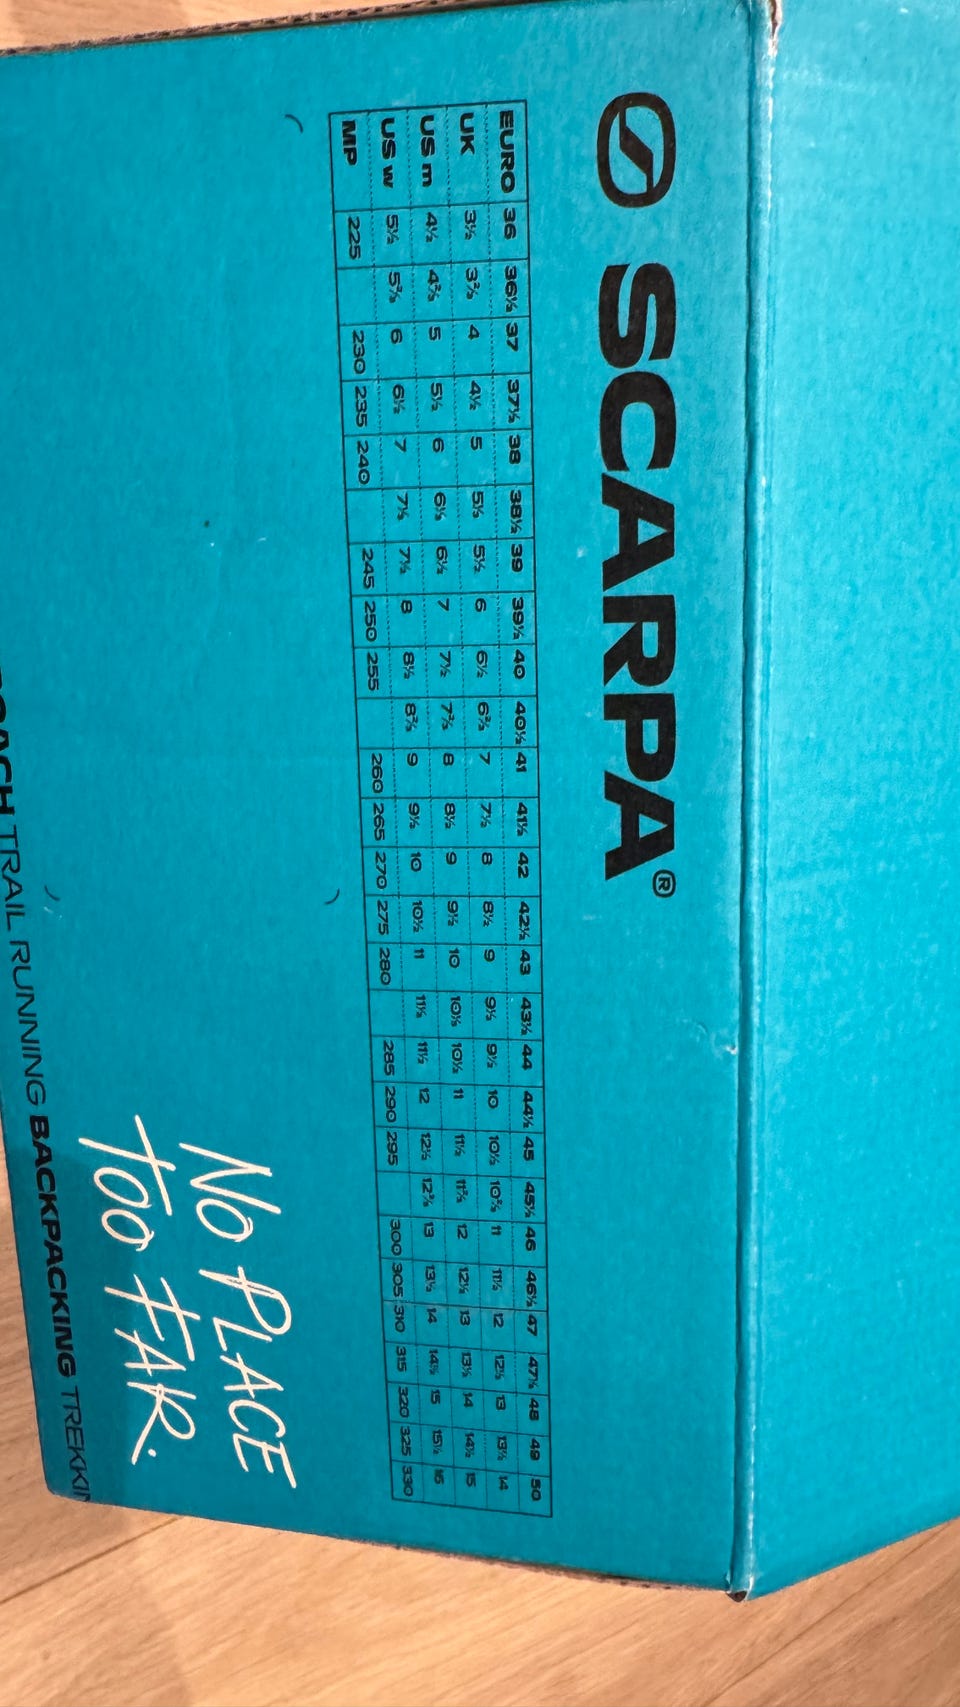 SCARPA®
EURO 36 36½ 37 37½ 38 38½ 39 39½ 40 40½ 41 41½ 42 42½ 43 43½ 44 44½ 45 45½ 46 46½ 47 47½ 48 49 50
UK 3½ 3⅔ 4 4½ 5 5⅓ 5½ 6 6½ 6⅔ 7 7½ 8 8½ 9 9⅓ 9½ 10 10½ 10⅔ 11 11½ 12 12½ 13 13½ 14
US m 4½ 4⅔ 5 5½ 6 6⅓ 6½ 7 7½ 7⅔ 8 8½ 9 9½ 10 10⅓ 10½ 11 11½ 11⅔ 12 12½ 13 13½ 14 14½ 15
US w 5½ 5⅔ 6 6½ 7 7⅓ 7½ 8 8½ 8⅔ 9 9½ 10 10½ 11 11⅓ 11½ 12 12½ 12⅔ 13 13½ 14 14½ 15 15½ 16
MP 225 230 235 240 245 250 255 260 265 270 275 280 285 290 295 300 305 310 315 320 325 330
NO PLACE
TOO FAR.
OACH TRAIL RUNNING BACKPACKING TREKKI